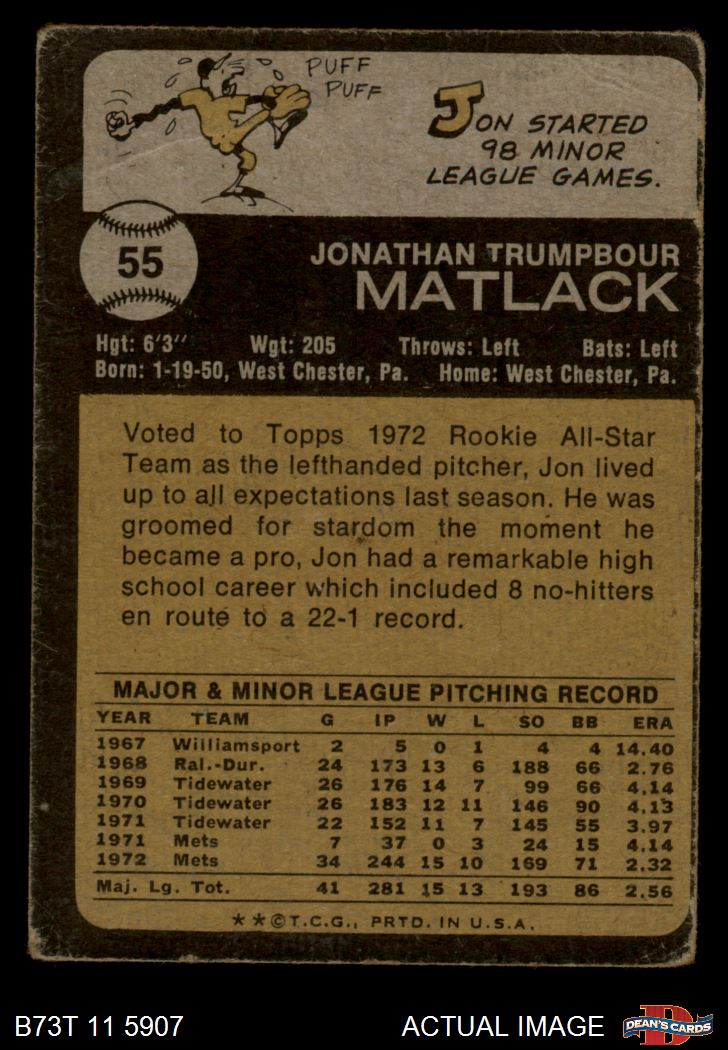 PUFF
PUFF
JON STARTED
98 MINOR
LEAGUE GAMES.
55
JONATHAN TRUMPBOUR
MATLACK
Hgt: 6'3" Wgt: 205 Throws: Left Bats: Left
Born: 1-19-50, West Chester, Pa. Home: West Chester, Pa.
Voted to Topps 1972 Rookie All-Star
Team as the lefthanded pitcher, Jon lived
up to all expectations last season. He was
groomed for stardom the moment he
became a pro, Jon had a remarkable high
school career which included 8 no-hitters
en route to a 22-1 record.
MAJOR & MINOR LEAGUE PITCHING RECORD
YEAR TEAM G IP W L SO BB ERA
1967 Williamsport 2 5 0 1 4 4 14.40
1968 Ral.-Dur. 24 173 13 6 188 66 2.76
1969 Tidewater 26 176 14 7 99 66 4.14
1970 Tidewater 26 183 12 11 146 90 4.13
1971 Tidewater 22 152 11 7 145 55 3.97
1971 Mets 7 37 0 3 24 15 4.14
1972 Mets 34 244 15 10 169 71 2.32
Maj. Lg. Tot. 41 281 15 13 193 86 2.56
**©T.C.G., PRTD. IN U.S.A.
B73T 11 5907 ACTUAL IMAGE
DEAN'S CARDS